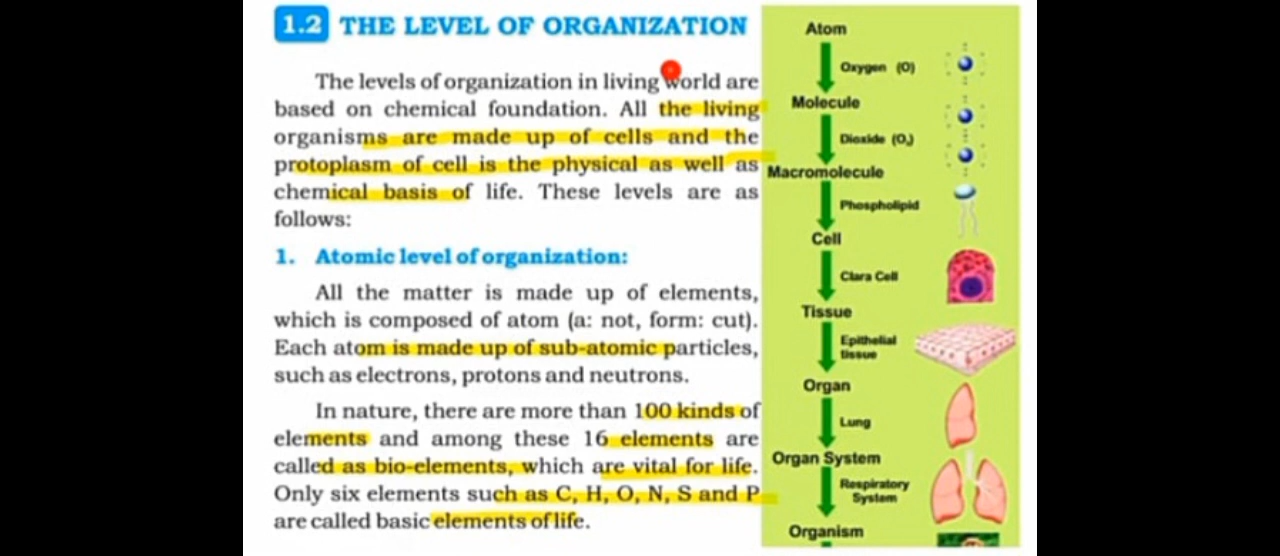 1.2 THE LEVEL OF ORGANIZATION
The levels of organization in living world are
based on chemical foundation. All the living
organisms are made up of cells and the
protoplasm of cell is the physical as well as
chemical basis of life. These levels are as
follows:
1. Atomic level of organization:
All the matter is made up of elements,
which is composed of atom (a: not, form: cut).
Each atom is made up of sub-atomic particles,
such as electrons, protons and neutrons.
In nature, there are more than 100 kinds of
elements and among these 16 elements are
called as bio-elements, which are vital for life.
Only six elements such as C, H, O, N, S and P
are called basic elements of life.
Atom
Oxygen (O)
Molecule
Dioxide (O₂)
Macromolecule
Phospholipid
Cell
Clara Cell
Tissue
Epithelial
tissue
Organ
Lung
Organ System
Respiratory
System
Organism